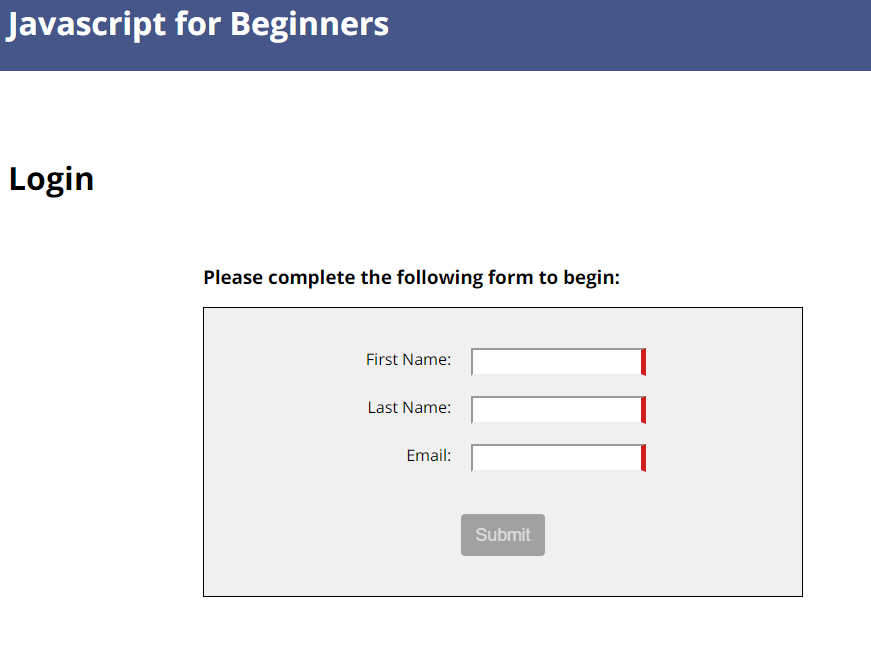 Javascript for Beginners
Login
Please complete the following form to begin:
First Name:
Last Name:
Email:
Submit